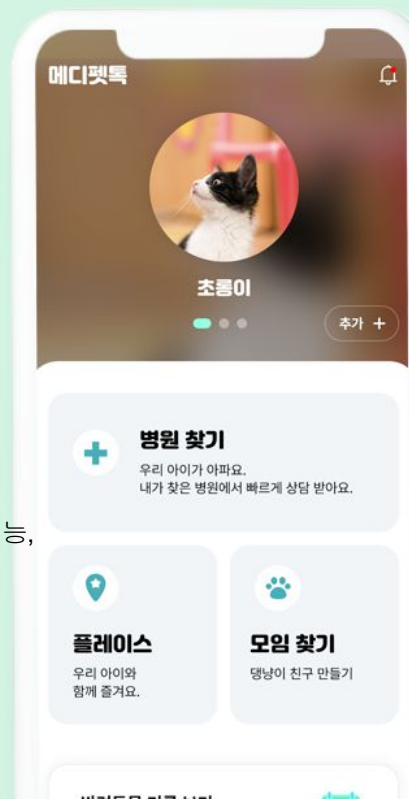 메디펫톡
초롱이
추가 +
병원 찾기
우리 아이가 아파요.
내가 찾은 병원에서 빠르게 상담 받아요.
능,
플레이스
우리 아이와
함께 즐겨요.
모임 찾기
댕냥이 친구 만들기